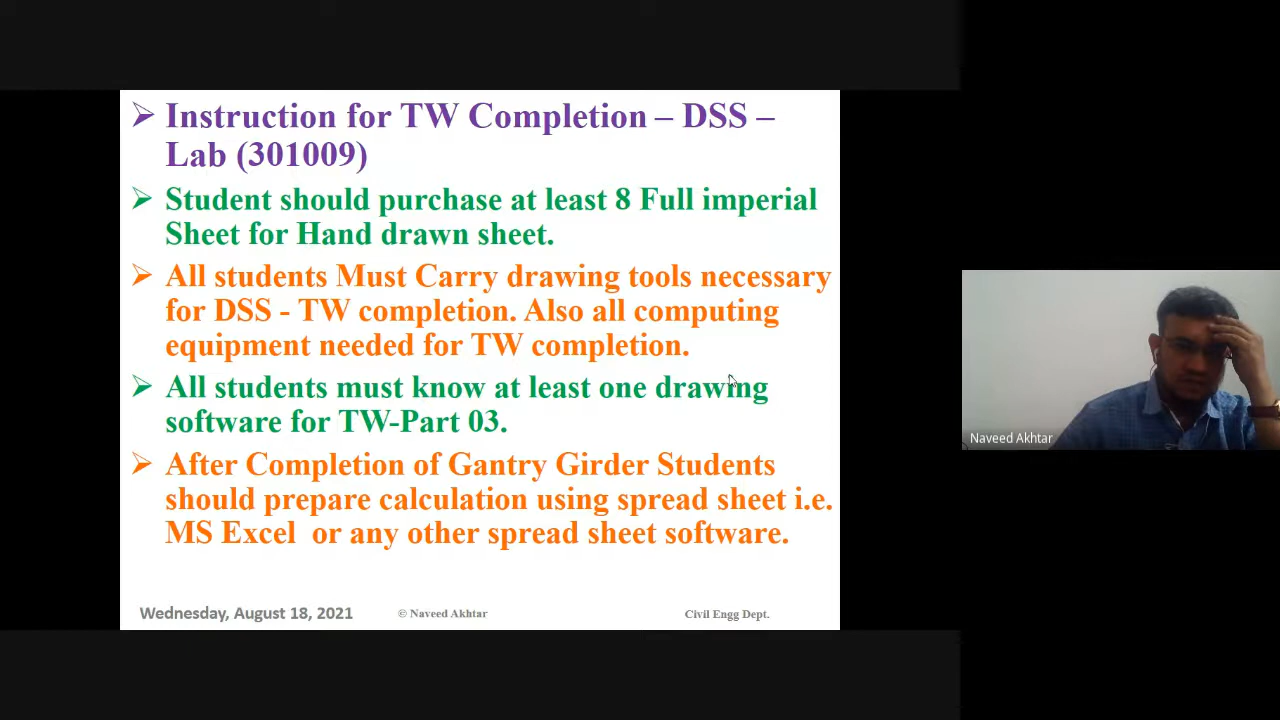 Instruction for TW Completion – DSS –
Lab (301009)
Student should purchase at least 8 Full imperial
Sheet for Hand drawn sheet.
All students Must Carry drawing tools necessary
for DSS - TW completion. Also all computing
equipment needed for TW completion.
All students must know at least one drawing
software for TW-Part 03.
After Completion of Gantry Girder Students
should prepare calculation using spread sheet i.e.
MS Excel or any other spread sheet software.
Wednesday, August 18, 2021
© Naveed Akhtar
Civil Engg Dept.
Naveed Akhtar